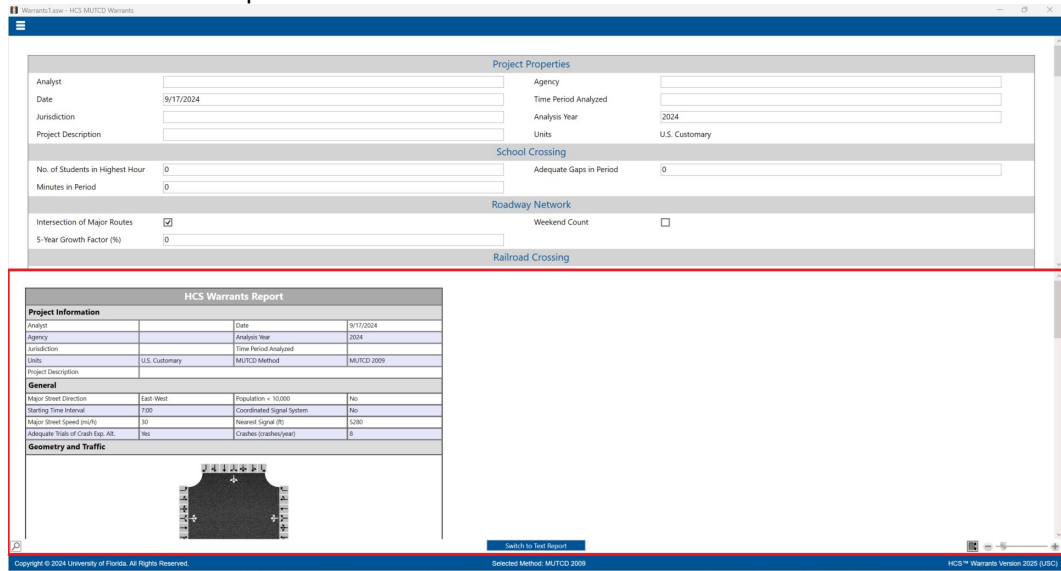 Warrants1.xsw - HCS MUTCD Warrants
Project Properties
Analyst Agency
Date 9/17/2024 Time Period Analyzed
Jurisdiction Analysis Year 2024
Project Description Units U.S. Customary
School Crossing
No. of Students in Highest Hour 0 Adequate Gaps in Period 0
Minutes in Period 0
Roadway Network
Intersection of Major Routes Weekend Count
5-Year Growth Factor (%) 0
Railroad Crossing
HCS Warrants Report
Project Information
Analyst Date 9/17/2024
Agency Analysis Year 2024
Jurisdiction Time Period Analyzed
Units U.S. Customary MUTCD Method MUTCD 2009
Project Description
General
Major Street Direction East-West Population < 10,000 No
Starting Time Interval 7:00 Coordinated Signal System No
Major Street Speed (mi/h) 30 Nearest Signal (ft) 5280
Adequate Trials of Crash Exp. Alt. Yes Crashes (crashes/year) 8
Geometry and Traffic
Switch to Text Report
Copyright © 2024 University of Florida. All Rights Reserved. Selected Method: MUTCD 2009 HCS™ Warrants Version 2025 (USC)